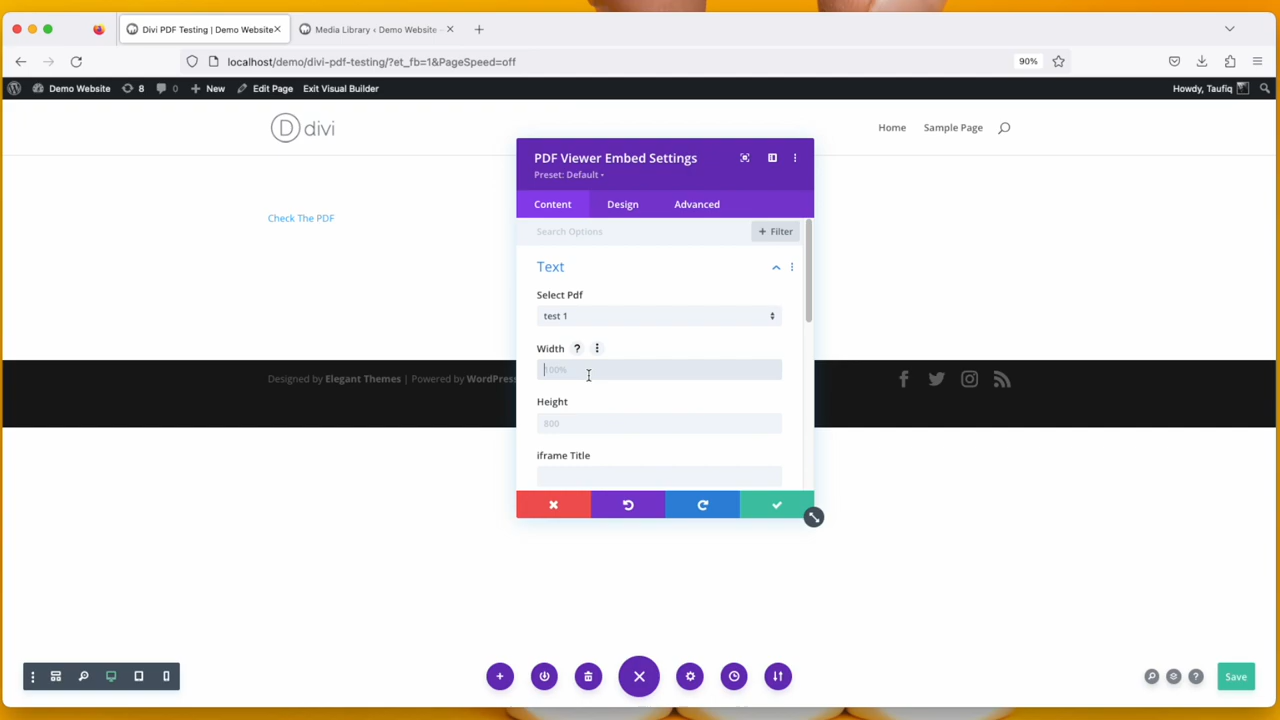 Divi PDF Testing | Demo Website
Media Library ‹ Demo Website
localhost/demo/divi-pdf-testing/?et_fb=1&PageSpeed=off
90%
Demo Website
8
0
New
Edit Page
Exit Visual Builder
Howdy, Taufiq
D divi
Home
Sample Page
Check The PDF
PDF Viewer Embed Settings
Preset: Default
Content
Design
Advanced
Search Options
+ Filter
Text
Select Pdf
test 1
Width ?
100%
Height
800
iframe Title
Designed by Elegant Themes | Powered by WordPress
Save